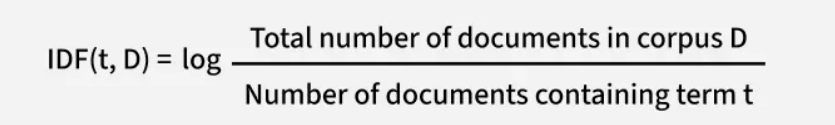 Total number of documents in corpus D
IDF(t, D) = log
Number of documents containing term t